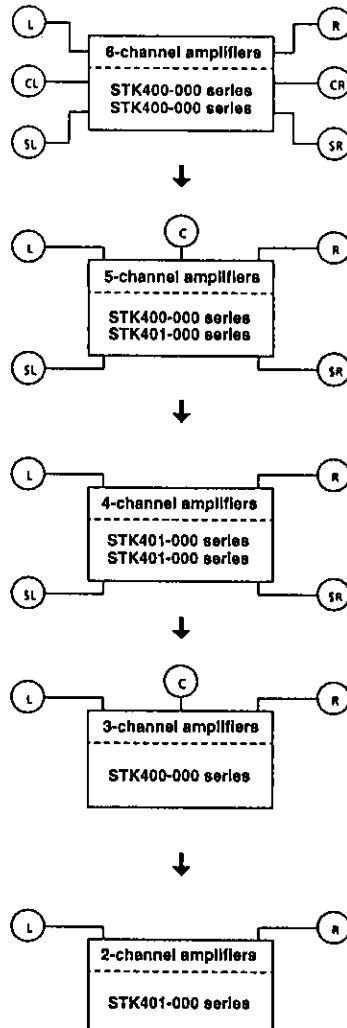 L
R
6-channel amplifiers
CL
CR
STK400-000 series
STK400-000 series
SL
SR
C
L
R
5-channel amplifiers
STK400-000 series
STK401-000 series
SL
SR
L
R
4-channel amplifiers
STK401-000 series
STK401-000 series
SL
SR
C
L
R
3-channel amplifiers
STK400-000 series
L
R
2-channel amplifiers
STK401-000 series